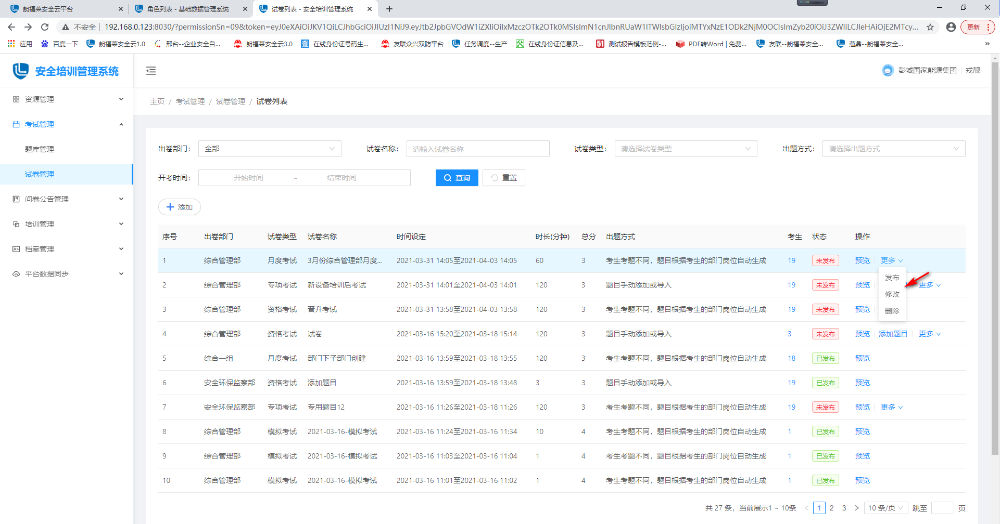 朗福莱安全云平台
角色列表 - 基础数据管理系统
试卷列表 - 安全培训管理系统
不安全
192.168.0.123:8030/?permissionSn=09&token=eyJ0eXAiOiJKV1QiLCJhbGciOiJIUzI1NiJ9.eyJtb2JpbGVOdW1iZXIiOiIxMzczOTk2OTk0MSIsImN1cnJlbnRUaW1lTWlsbGlzIjoiMTYxNzE1ODk2NjM0OCIsImZyb20iOiJ3ZWIiLCJleHAiOjE2MTcy...
更新
应用
百度一下
朗福莱安全云1.0
邢台--企业安全自...
朗福莱安全云3.0
在线身份证号码生...
友联众兴双防平台
任务调度--生产
在线身份证信息及...
测试报告模板范例-...
PDF转Word | 免费...
友联--朗福莱安全...
蕴鼎--朗福莱安全...
»
安全培训管理系统
彭城国家能源集团
戎靓
资源管理
考试管理
题库管理
试卷管理
问卷公告管理
培训管理
档案管理
平台数据同步
主页 / 考试管理 / 试卷管理 / 试卷列表
出卷部门: 全部
试卷名称: 请输入试卷名称
试卷类型: 请选择试卷类型
出题方式: 请选择出题方式
开考时间: 开始时间 ~ 结束时间
查询
重置
添加
序号 出卷部门 试卷类型 试卷名称 时间设定 时长(分钟) 总分 出题方式 考生 状态 操作
1 综合管理部 月度考试 3月份综合管理部月度... 2021-03-31 14:05至2021-04-03 14:05 60 3 考生考题不同，题目根据考生的部门岗位自动生成 19 未发布 预览 更多
发布
修改
删除
2 综合管理部 专项考试 新设备培训后考试 2021-03-31 14:01至2021-04-03 14:01 120 3 题目手动添加或导入 19 未发布 预览 更多
3 综合管理部 资格考试 晋升考试 2021-03-31 13:58至2021-04-03 13:58 120 3 考生考题不同，题目根据考生的部门岗位自动生成 19 未发布 预览
4 综合管理部 资格考试 试卷 2021-03-16 15:20至2021-03-18 15:14 120 3 题目手动添加或导入 3 未发布 预览 添加题目 更多
5 综合一组 月度考试 部门下子部门创建 2021-03-16 13:59至2021-03-18 13:55 120 3 考生考题不同，题目根据考生的部门岗位自动生成 18 已发布 预览
6 安全环保监察部 资格考试 添加题目 2021-03-16 13:59至2021-03-18 13:48 3 3 题目手动添加或导入 19 已发布 预览
7 安全环保监察部 专项考试 专用题目12 2021-03-16 11:26至2021-03-18 11:26 120 3 考生考题不同，题目根据考生的部门岗位自动生成 19 未发布 预览 更多
8 综合管理部 模拟考试 2021-03-16-模拟考试 2021-03-16 11:24至2021-03-16 11:34 10 4 考生考题不同，题目根据考生的部门岗位自动生成 1 已发布 预览
9 综合管理部 模拟考试 2021-03-16-模拟考试 2021-03-16 11:03至2021-03-16 11:04 1 4 考生考题不同，题目根据考生的部门岗位自动生成 1 已发布 预览
10 综合管理部 模拟考试 2021-03-16-模拟考试 2021-03-16 11:01至2021-03-16 11:02 1 4 考生考题不同，题目根据考生的部门岗位自动生成 1 已发布 预览
共 27 条，当前展示1 ~ 10条 < 1 2 3 > 10 条/页 跳至 页